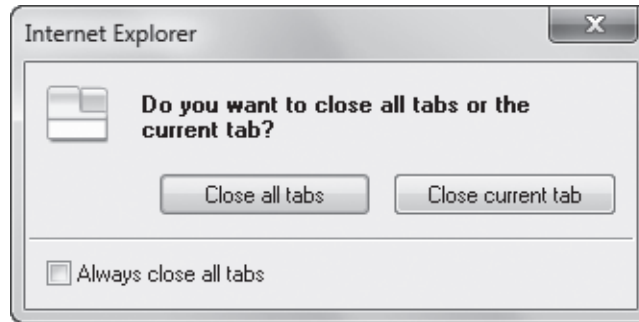 Internet Explorer
Do you want to close all tabs or the
current tab?
Close all tabs
Close current tab
Always close all tabs